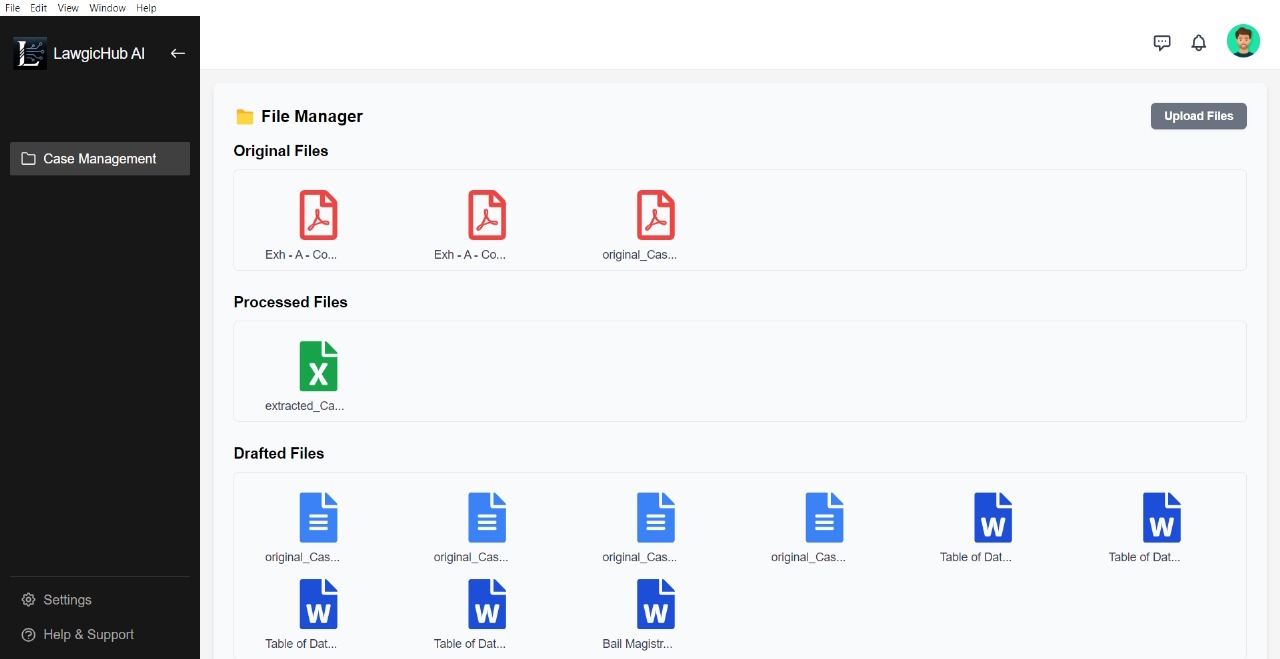 File Edit View Window Help
LawgicHub AI
Case Management
File Manager
Upload Files
Original Files
Exh - A - Co... Exh - A - Co... original_Cas...
Processed Files
extracted_Ca...
Drafted Files
original_Cas... original_Cas... original_Cas... original_Cas... Table of Dat... Table of Dat...
Table of Dat... Table of Dat... Bail Magistr...
Settings
Help & Support